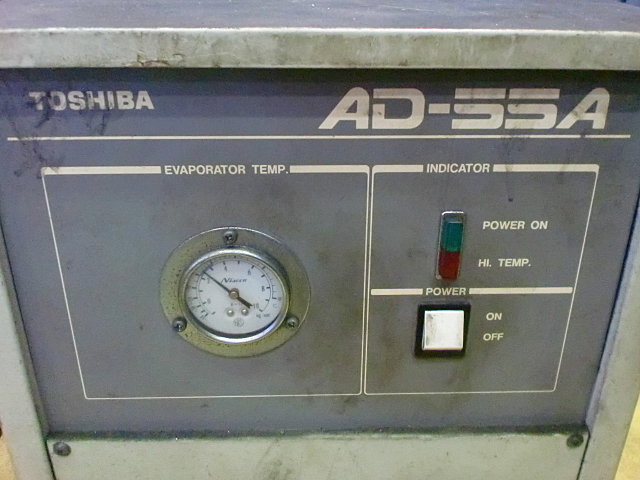 TOSHIBA
AD-55A
EVAPORATOR TEMP.
INDICATOR
POWER ON
HI. TEMP.
POWER
ON
OFF